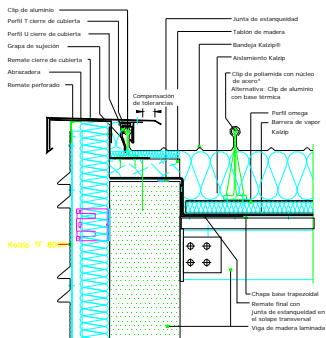 Clip de aluminio
Perfil T cierre de cubierta
Perfil U cierre de cubierta
Grapa de sujeción
Remate cierre de cubierta
Abrazadera
Remate perforado
Compensación
de tolerancias
Junta de estanqueidad
Tablón de madera
Bandeja Kalzip®
Aislamiento Kalzip
Clip de poliamida con núcleo
de acero*
Alternativa: Clip de aluminio
con base térmica
Perfil omega
Barrera de vapor
Kalzip
Kalzip TF 800
Chapa base trapezoidal
Remate final con
junta de estanqueidad en
el solape transversal
Viga de madera laminada